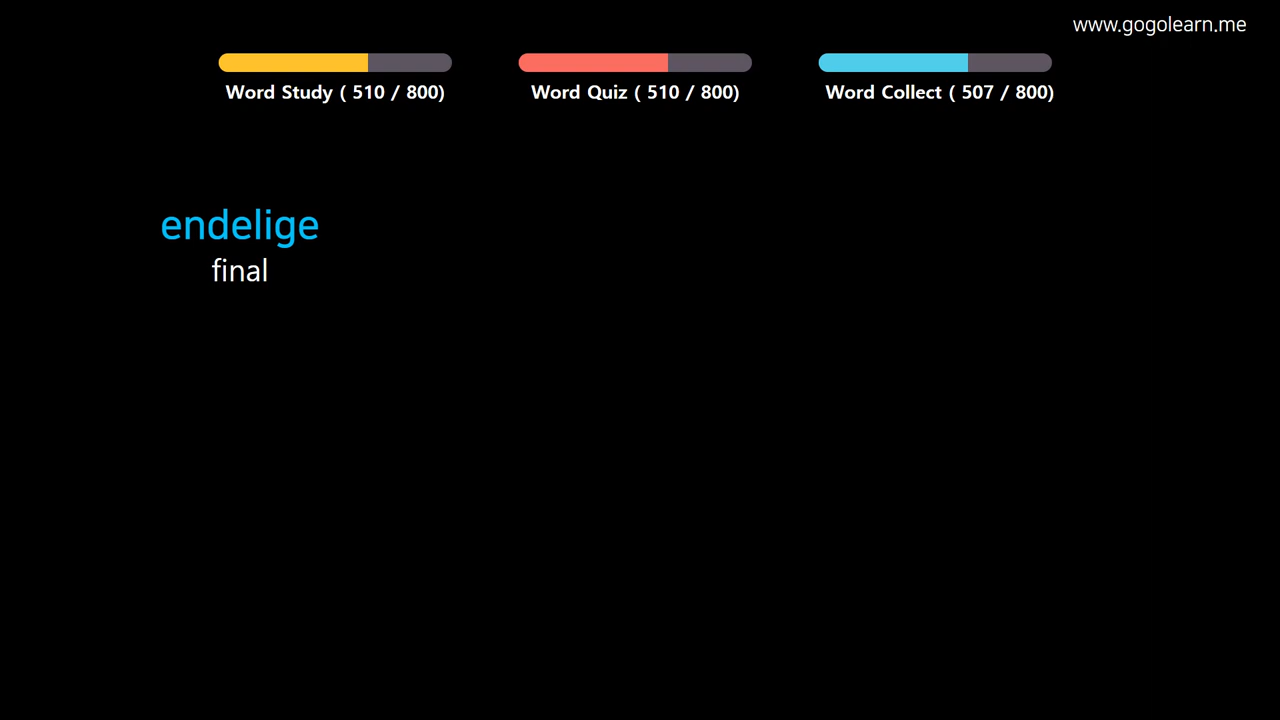 www.gogolearn.me
Word Study ( 510 / 800)
Word Quiz ( 510 / 800)
Word Collect ( 507 / 800)
endelige
final